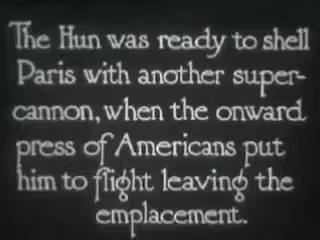 The Hun was ready to shell
Paris with another super-
cannon, when the onward
press of Americans put
him to flight leaving the
emplacement.